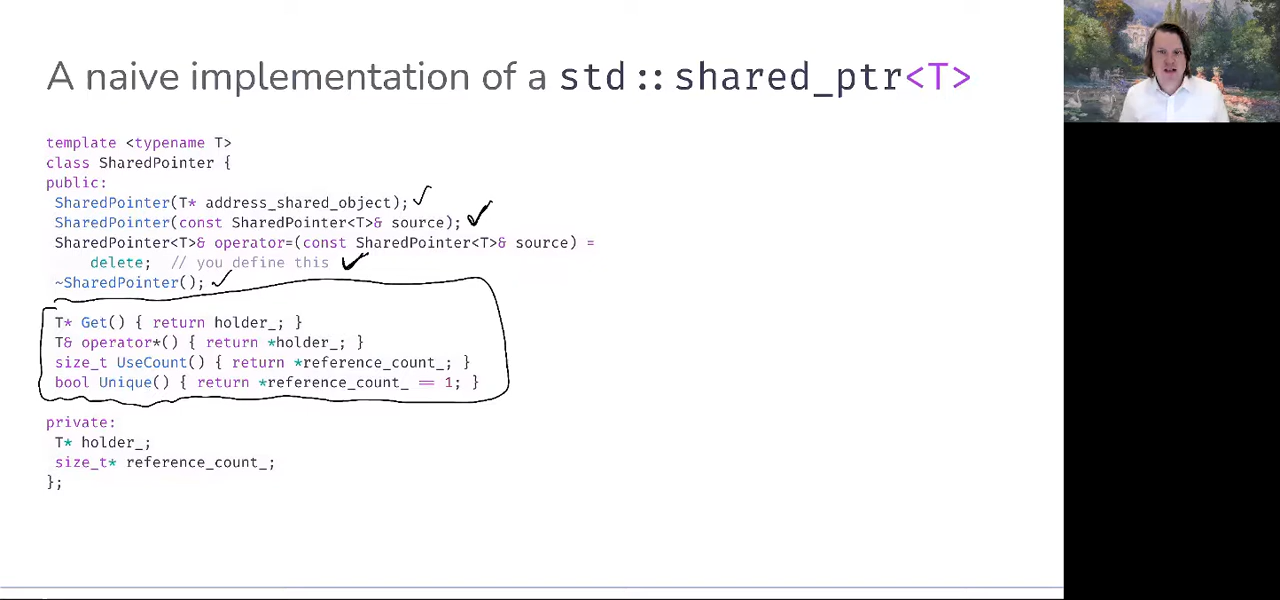 A naive implementation of a std::shared_ptr<T>
template <typename T>
class SharedPointer {
public:
SharedPointer(T* address_shared_object);
SharedPointer(const SharedPointer<T>& source);
SharedPointer<T>& operator=(const SharedPointer<T>& source) =
delete; // you define this
~SharedPointer();
T* Get() { return holder_; }
T& operator*() { return *holder_; }
size_t UseCount() { return *reference_count_; }
bool Unique() { return *reference_count_ == 1; }
private:
T* holder_;
size_t* reference_count_;
};